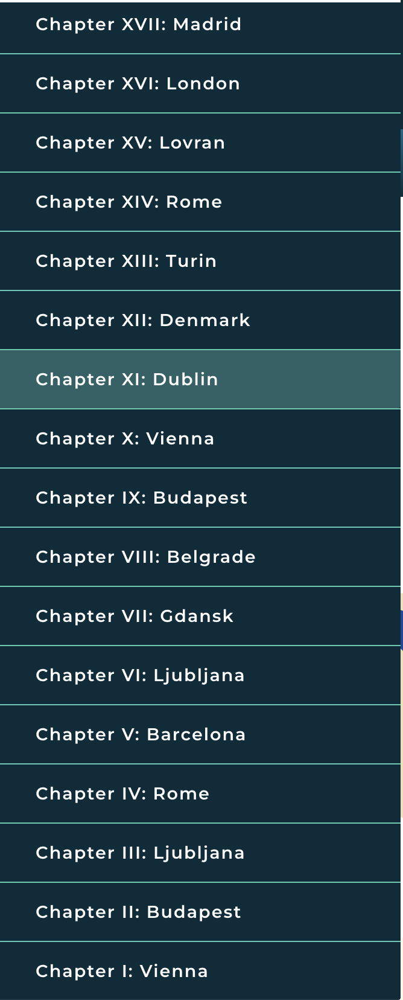 Chapter XVII: Madrid
Chapter XVI: London
Chapter XV: Lovran
Chapter XIV: Rome
Chapter XIII: Turin
Chapter XII: Denmark
Chapter XI: Dublin
Chapter X: Vienna
Chapter IX: Budapest
Chapter VIII: Belgrade
Chapter VII: Gdansk
Chapter VI: Ljubljana
Chapter V: Barcelona
Chapter IV: Rome
Chapter III: Ljubljana
Chapter II: Budapest
Chapter I: Vienna